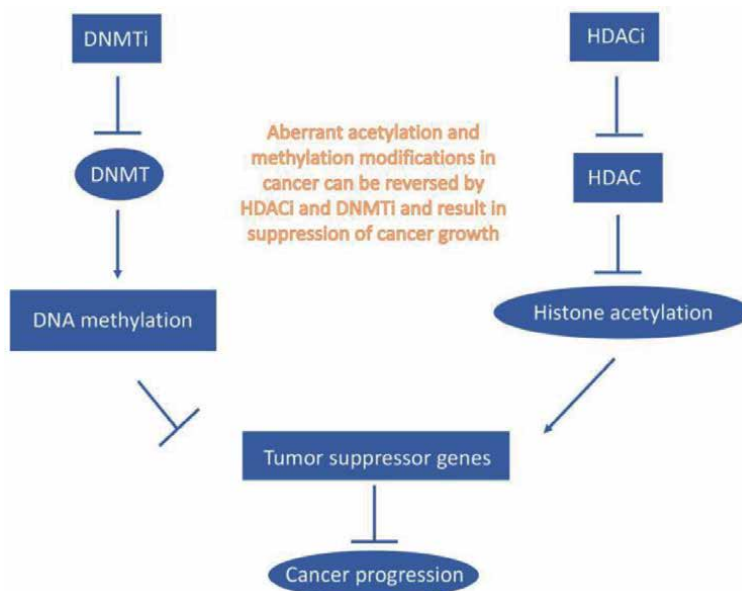 DNMTi
HDACi
Aberrant acetylation and
methylation modifications in
cancer can be reversed by
HDACi and DNMTi and result in
suppression of cancer growth
DNMT
HDAC
DNA methylation
Histone acetylation
Tumor suppressor genes
Cancer progression